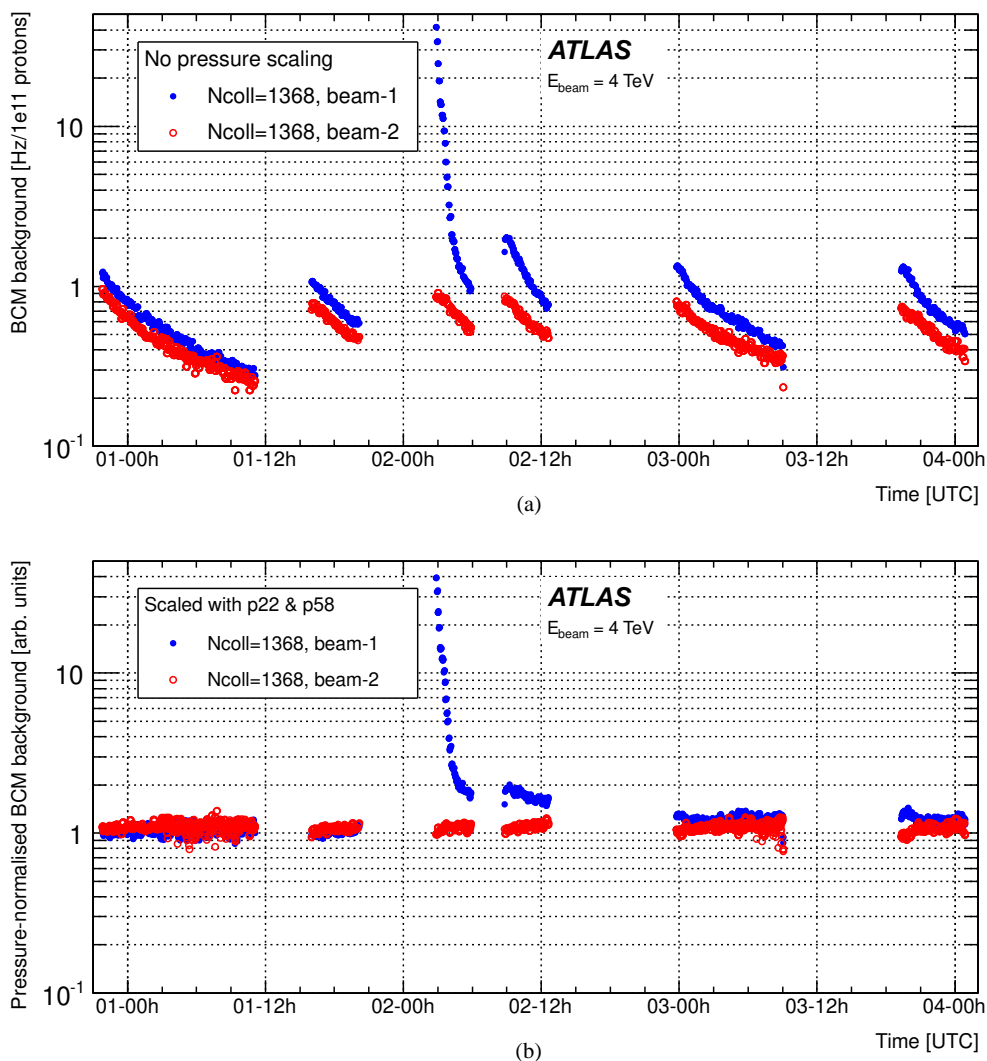 BCM background [Hz/1e11 protons]
No pressure scaling
Ncoll=1368, beam-1
Ncoll=1368, beam-2
ATLAS
E_beam = 4 TeV
10
1
10^-1
01-00h 01-12h 02-00h 02-12h 03-00h 03-12h 04-00h
Time [UTC]
(a)
Pressure-normalised BCM background [arb. units]
Scaled with p22 & p58
Ncoll=1368, beam-1
Ncoll=1368, beam-2
ATLAS
E_beam = 4 TeV
10
1
10^-1
01-00h 01-12h 02-00h 02-12h 03-00h 03-12h 04-00h
Time [UTC]
(b)